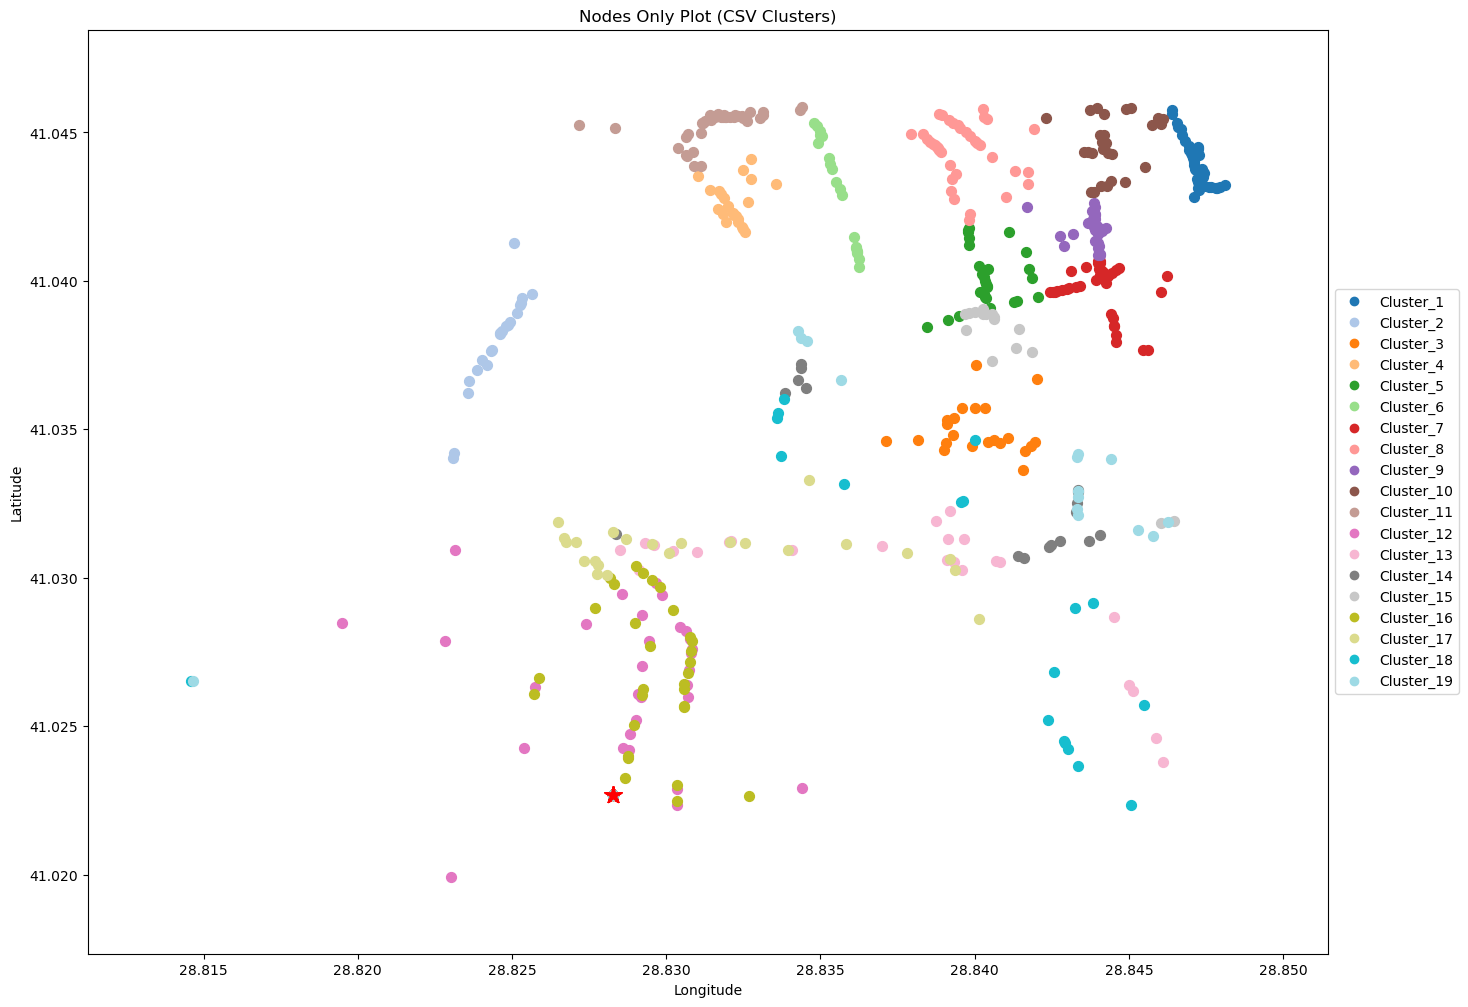 Nodes Only Plot (CSV Clusters)
41.045
41.040
41.035
41.030
41.025
41.020
Latitude
28.815
28.820
28.825
28.830
28.835
28.840
28.845
28.850
Longitude
Cluster_1
Cluster_2
Cluster_3
Cluster_4
Cluster_5
Cluster_6
Cluster_7
Cluster_8
Cluster_9
Cluster_10
Cluster_11
Cluster_12
Cluster_13
Cluster_14
Cluster_15
Cluster_16
Cluster_17
Cluster_18
Cluster_19